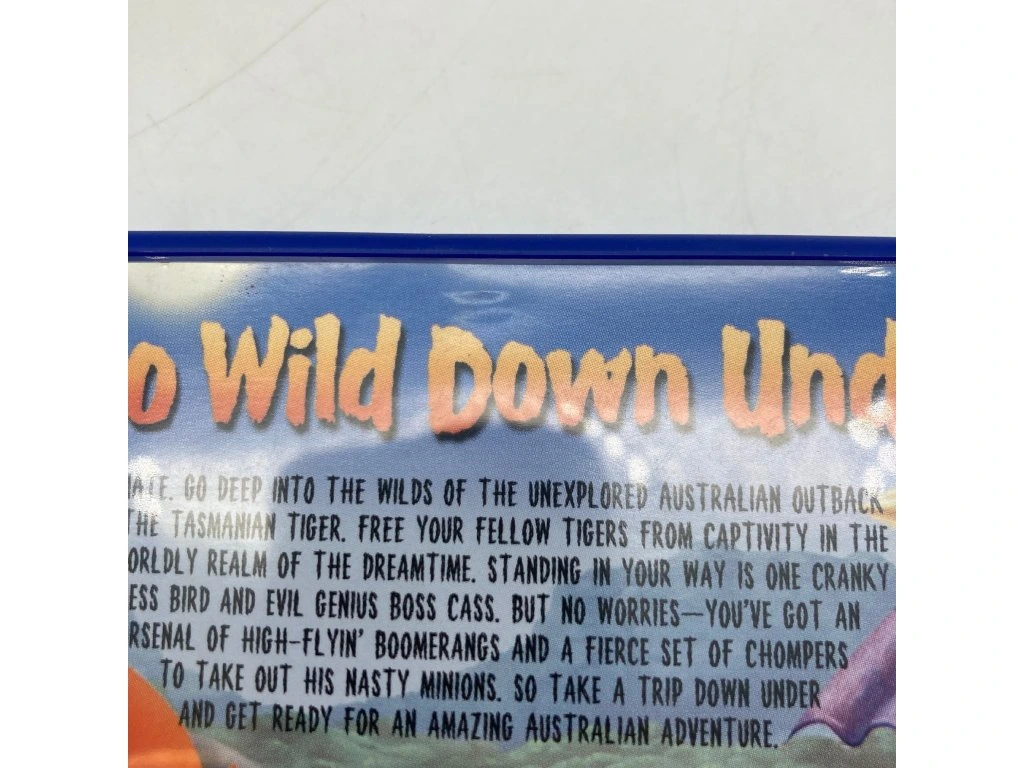 o Wild Down Und
ATE. GO DEEP INTO THE WILDS OF THE UNEXPLORED AUSTRALIAN OUTBACK
THE TASMANIAN TIGER. FREE YOUR FELLOW TIGERS FROM CAPTIVITY IN THE
ORLDLY REALM OF THE DREAMTIME. STANDING IN YOUR WAY IS ONE CRANKY
ESS BIRD AND EVIL GENIUS BOSS CASS. BUT NO WORRIES—YOU'VE GOT AN
RSENAL OF HIGH-FLYIN' BOOMERANGS AND A FIERCE SET OF CHOMPERS
TO TAKE OUT HIS NASTY MINIONS. SO TAKE A TRIP DOWN UNDER
AND GET READY FOR AN AMAZING AUSTRALIAN ADVENTURE.